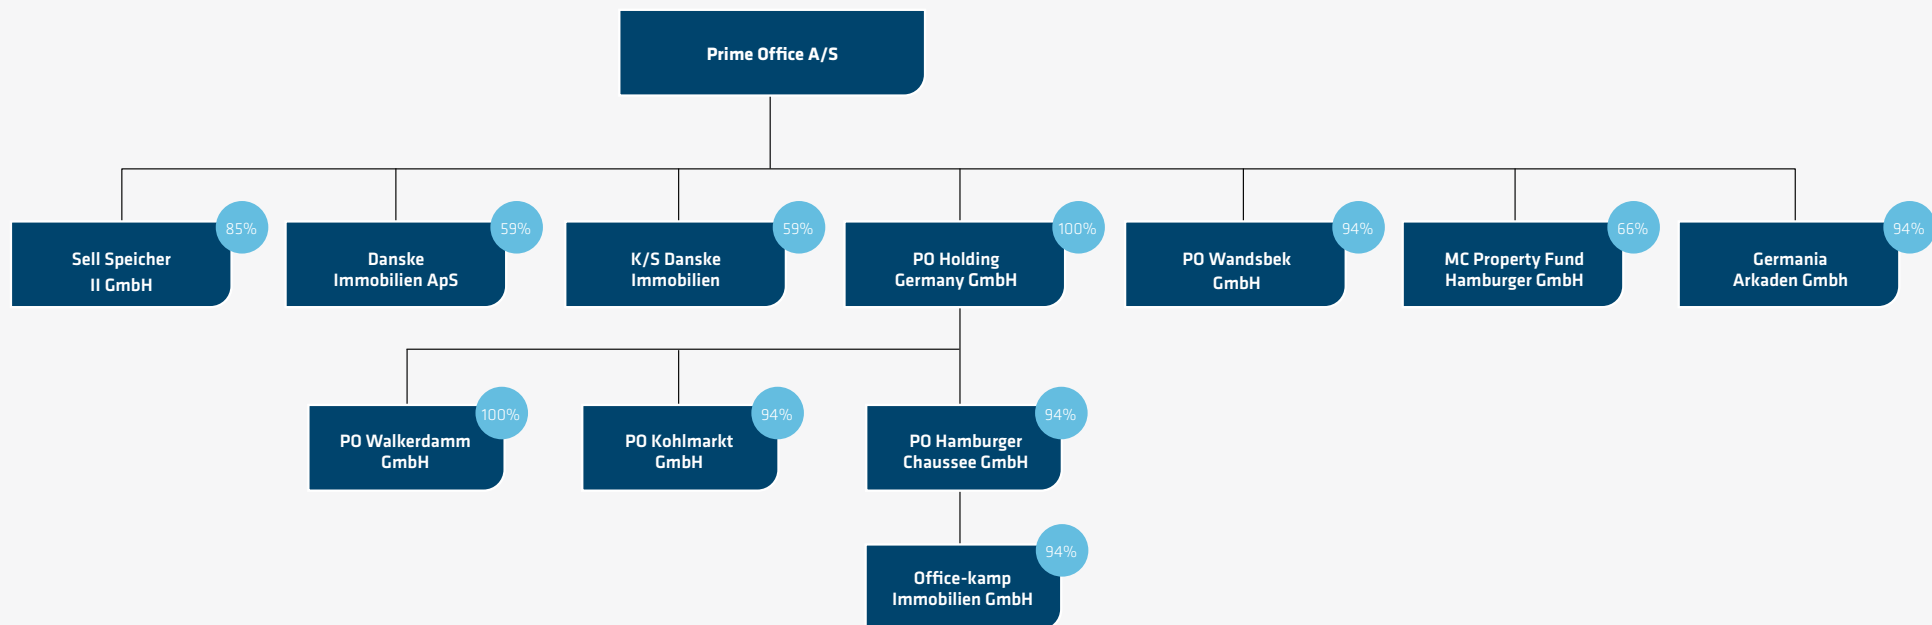 Prime Office A/S
85%
Sell Speicher
II GmbH
59%
Danske
Immobilien ApS
59%
K/S Danske
Immobilien
100%
PO Holding
Germany GmbH
94%
PO Wandsbek
GmbH
66%
MC Property Fund
Hamburger GmbH
94%
Germania
Arkaden Gmbh
100%
PO Walkerdamm
GmbH
94%
PO Kohlmarkt
GmbH
94%
PO Hamburger
Chaussee GmbH
94%
Office-kamp
Immobilien GmbH